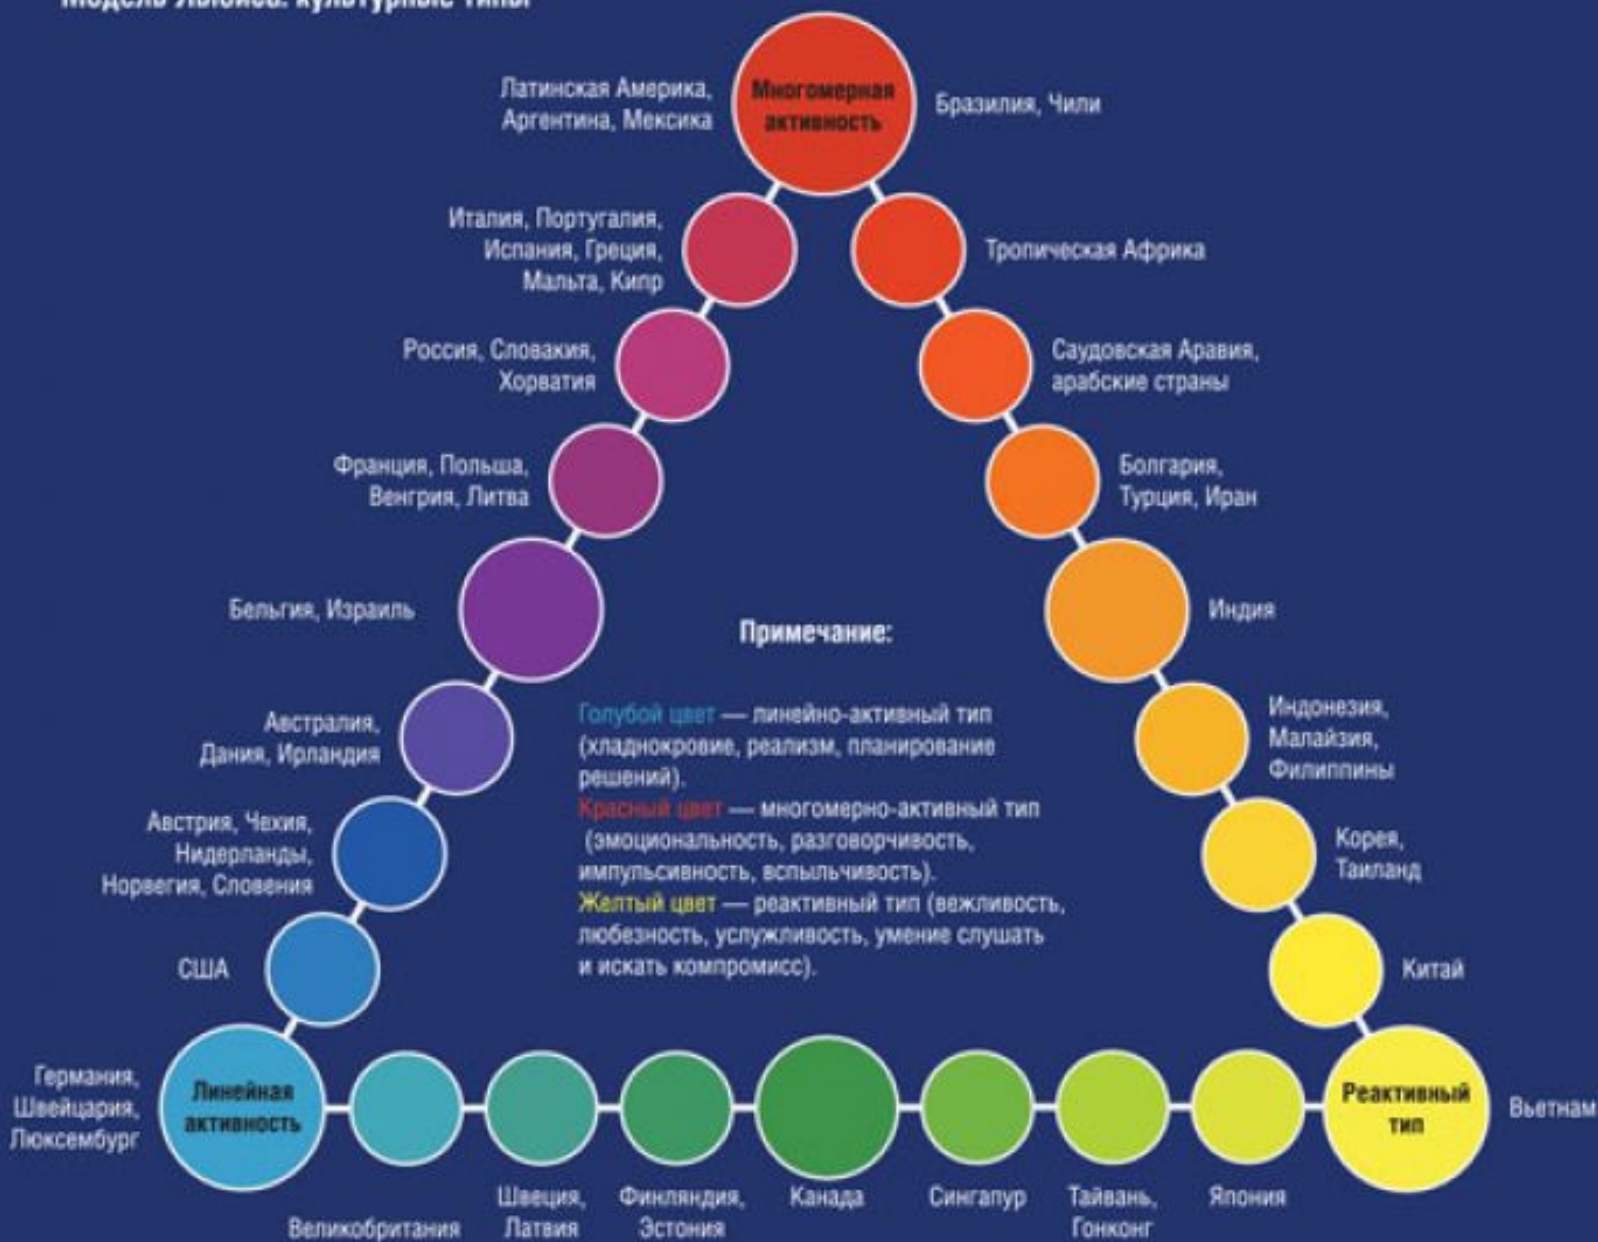 Модель Льюиса: культурные типы
Латинская Америка,
Аргентина, Мексика
Многомерная
активность
Бразилия, Чили
Италия, Португалия,
Испания, Греция,
Мальта, Кипр
Тропическая Африка
Россия, Словакия,
Хорватия
Саудовская Аравия,
арабские страны
Франция, Польша,
Венгрия, Литва
Болгария,
Турция, Иран
Бельгия, Израиль
Индия
Примечание:
Голубой цвет — линейно-активный тип
(хладнокровие, реализм, планирование
решений).
Красный цвет — многомерно-активный тип
(эмоциональность, разговорчивость,
импульсивность, вспыльчивость).
Желтый цвет — реактивный тип (вежливость,
любезность, услужливость, умение слушать
и искать компромисс).
Австралия,
Дания, Ирландия
Индонезия,
Малайзия,
Филиппины
Австрия, Чехия,
Нидерланды,
Норвегия, Словения
Корея,
Таиланд
США
Китай
Германия,
Швейцария,
Люксембург
Линейная
активность
Реактивный
тип
Вьетнам
Великобритания
Швеция,
Латвия
Финляндия,
Эстония
Канада
Сингапур
Тайвань,
Гонконг
Япония